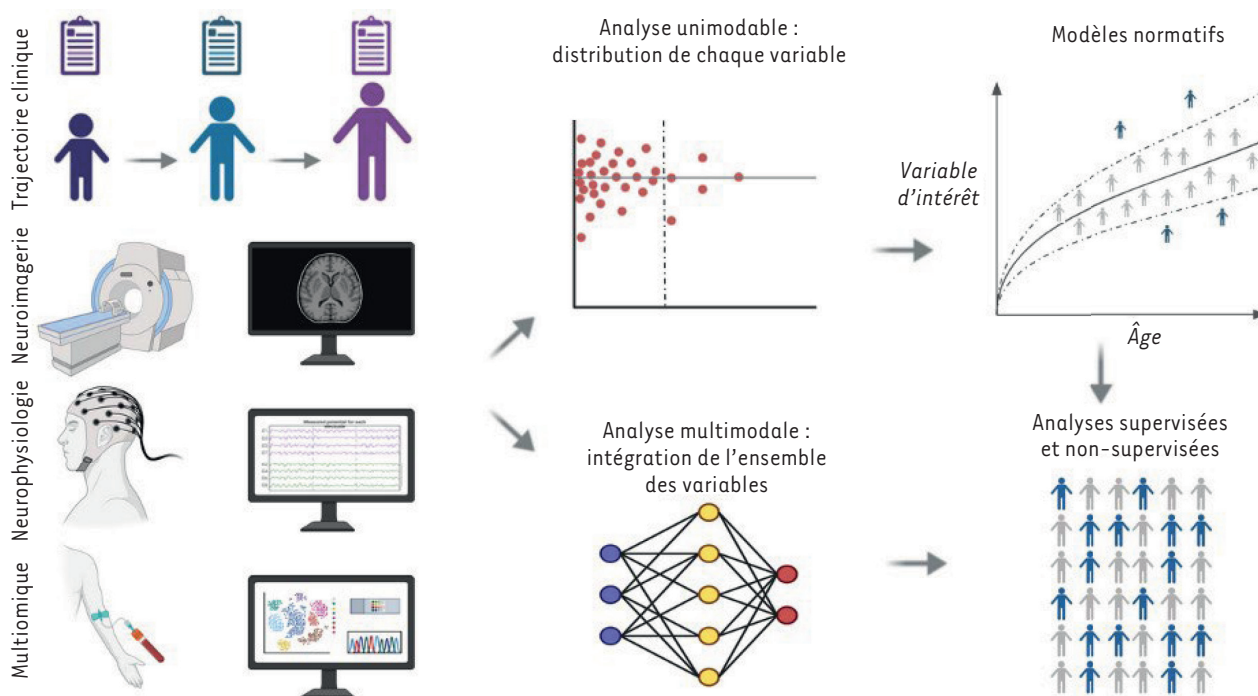 Trajectoire clinique
Neuroimagerie
Neurophysiologie
Multiomique
Analyse unimodable :
distribution de chaque variable
Modèles normatifs
Variable
d'intérêt
Âge
Analyse multimodale :
intégration de l'ensemble
des variables
Analyses supervisées
et non-supervisées